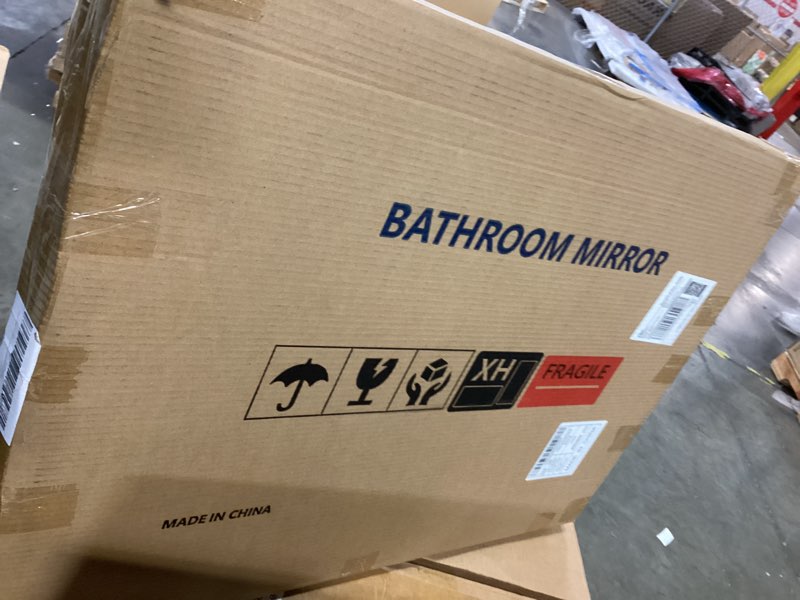 BATHROOM MIRROR
XH
FRAGILE
MADE IN CHINA